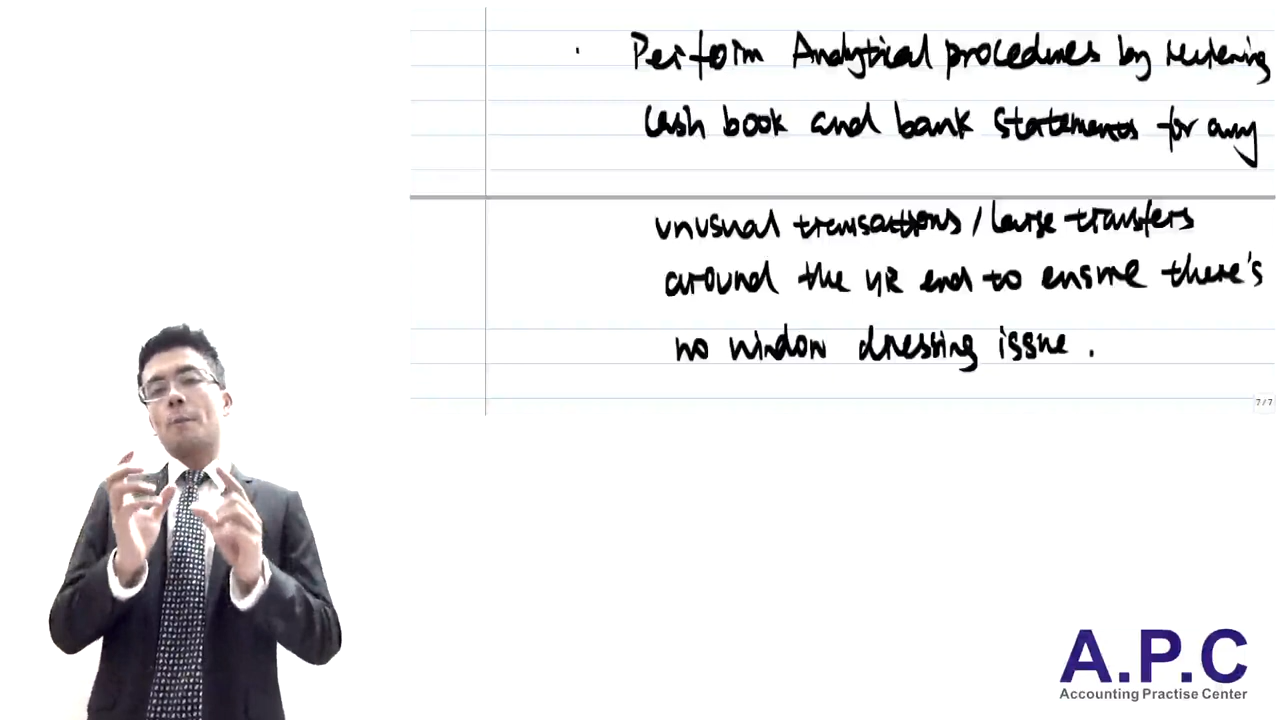 Perform Analytical procedures by reviewing
cash book and bank statements for any
unusual transactions / large transfers
around the YR end to ensure there's
no window dressing issue.
7 / 7
A.P.C
Accounting Practise Center